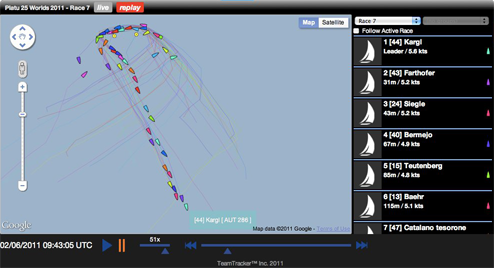 Platu 25 Worlds 2011 - Race 7 live replay
Race 7
Map Satellite
Follow Active Race
1 [44] Kargl
Leader / 5.6 kts
2 [43] Farthofer
31m / 5.2 kts
3 [24] Siegle
43m / 5.2 kts
4 [40] Bermejo
67m / 4.9 kts
5 [15] Teutenberg
85m / 4.8 kts
6 [13] Baehr
115m / 5.1 kts
7 [47] Catalano tesorone
[44] Kargl [ AUT 266 ]
Google
Map data ©2011 Google - Terms of Use
02/06/2011 09:43:05 UTC
51x
TeamTracker™ Inc. 2011